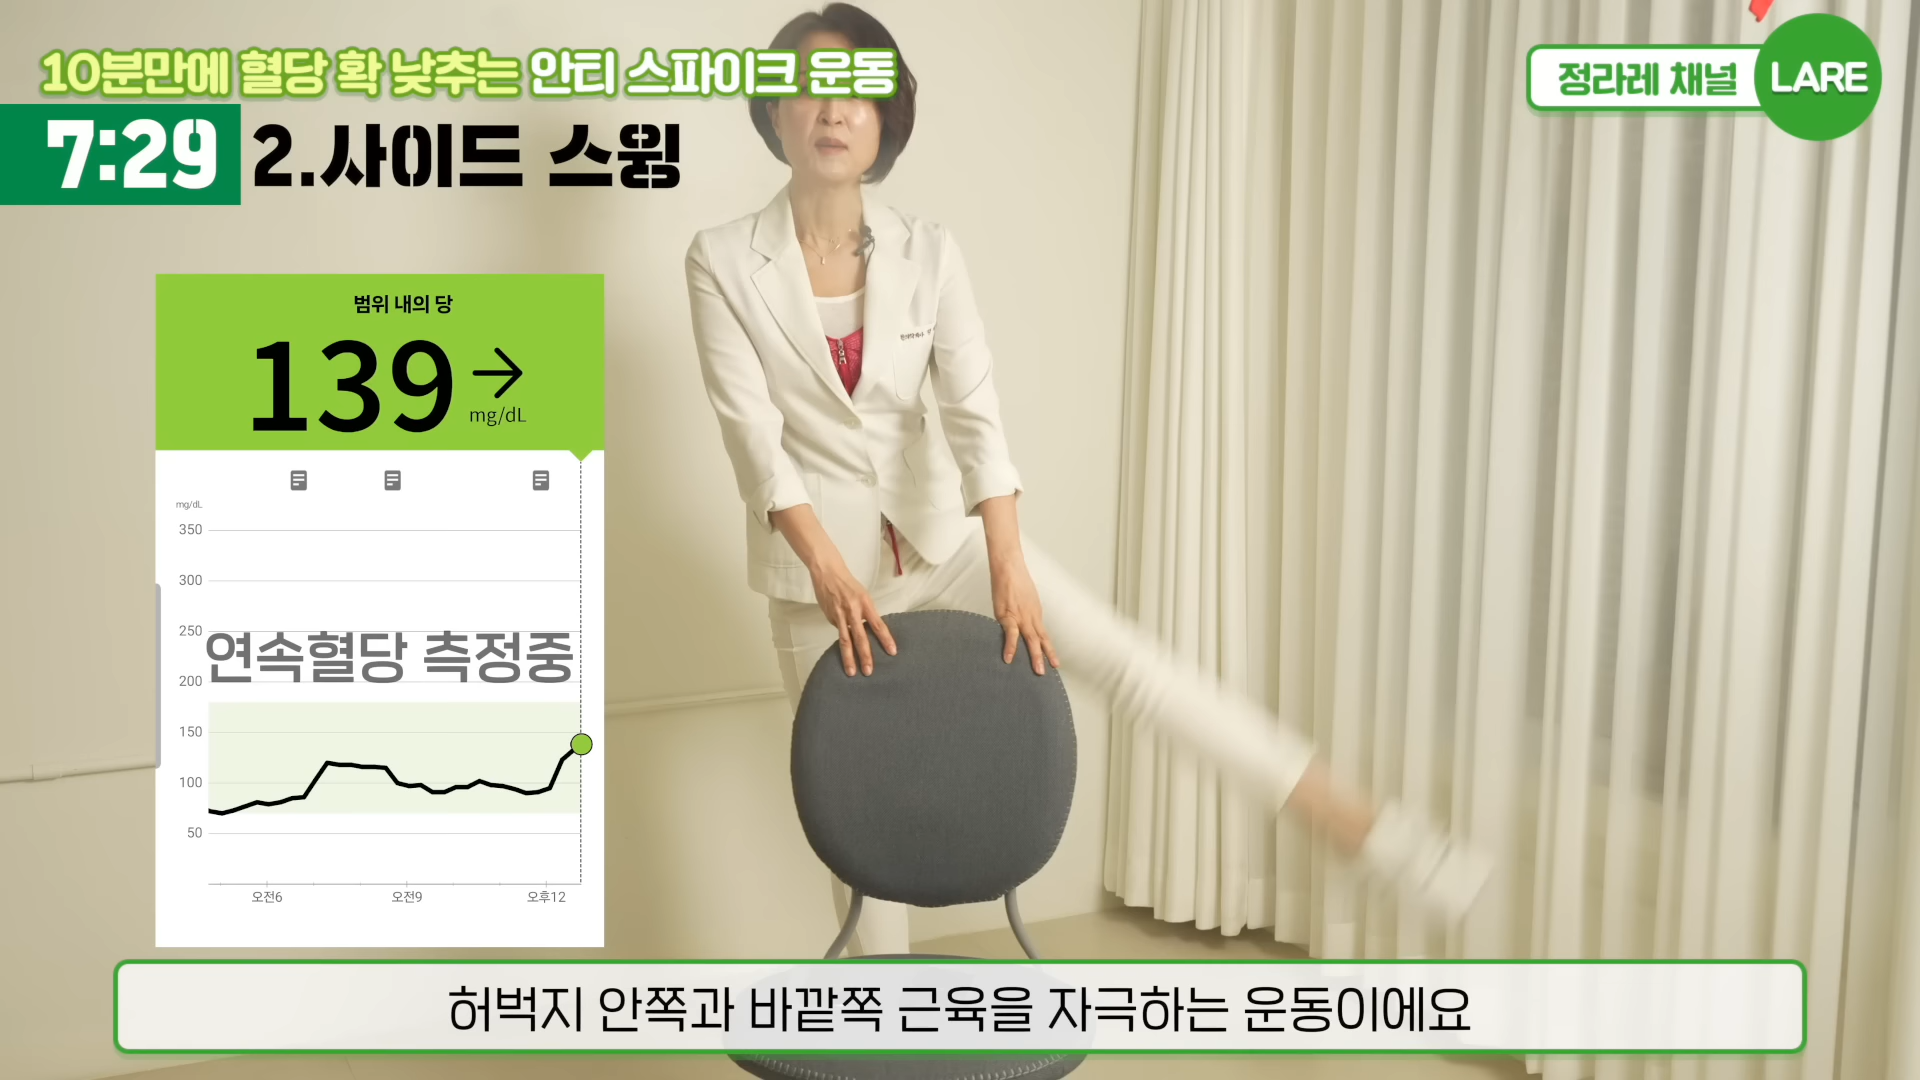 10분만에 혈당 확 낮추는 안티 스파이크 운동
정라레 채널
LARE
7:29
2.사이드 스윙
범위 내의 당
139
mg/dL
mg/dL
350
300
250
200
150
100
50
연속혈당 측정중
오전6
오전9
오후12
허벅지 안쪽과 바깥쪽 근육을 자극하는 운동이에요